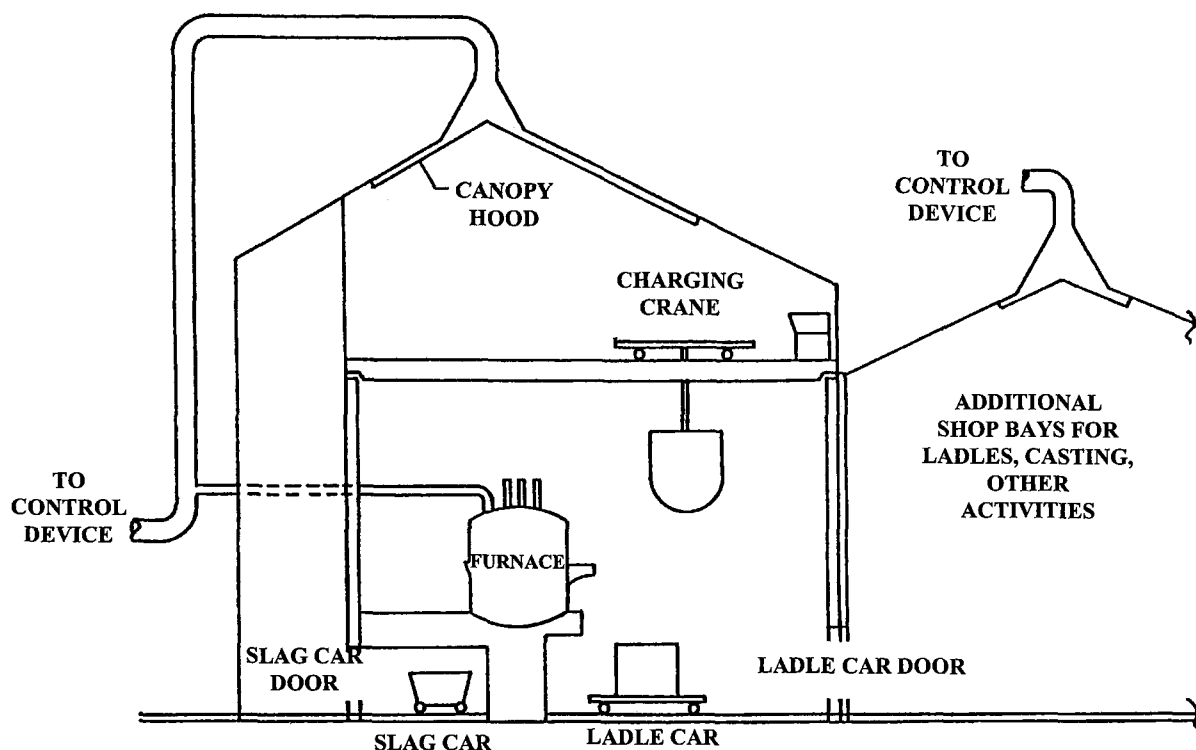 CANOPY
HOOD
TO
CONTROL
DEVICE
CHARGING
CRANE
ADDITIONAL
SHOP BAYS FOR
LADLES, CASTING,
OTHER
ACTIVITIES
TO
CONTROL
DEVICE
FURNACE
SLAG CAR
DOOR
LADLE CAR DOOR
SLAG CAR
LADLE CAR